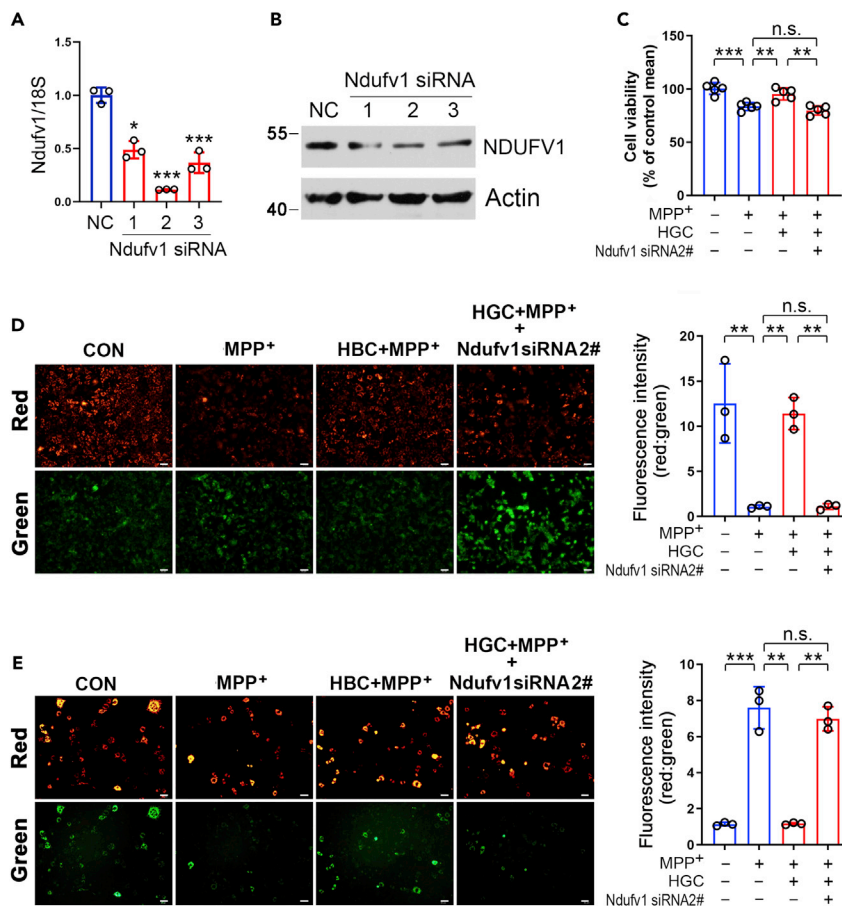 A
Ndufv1/18S
1.5
1.0
0.5
0.0
*
***
***
NC 1 2 3
Ndufv1 siRNA
B
Ndufv1 siRNA
NC 1 2 3
55
NDUFV1
40
Actin
C
n.s.
*** ** **
Cell viability
(% of control mean)
150
100
50
0
MPP+ – + + +
HGC – – + +
Ndufv1 siRNA2# – – – +
D
CON
MPP+
HBC+MPP+
HGC+MPP+
+
Ndufv1siRNA2#
Red
Green
n.s.
** ** **
Fluorescence intensity
(red:green)
20
15
10
5
0
MPP+ – + + +
HGC – – + +
Ndufv1 siRNA2# – – – +
E
CON
MPP+
HBC+MPP+
HGC+MPP+
+
Ndufv1siRNA2#
Red
Green
n.s.
*** ** **
Fluorescence intensity
(red:green)
8
6
4
2
0
MPP+ – + + +
HGC – – + +
Ndufv1 siRNA2# – – – +